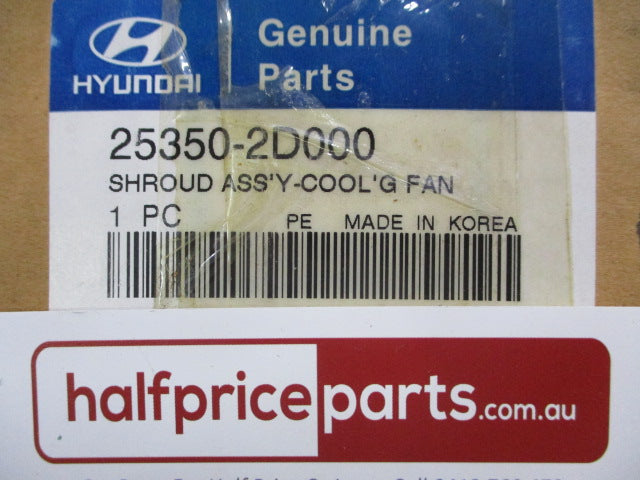 HYUNDAI
Genuine
Parts
25350-2D000
SHROUD ASS'Y-COOL'G FAN
1 PC
PE MADE IN KOREA
halfpriceparts.com.au